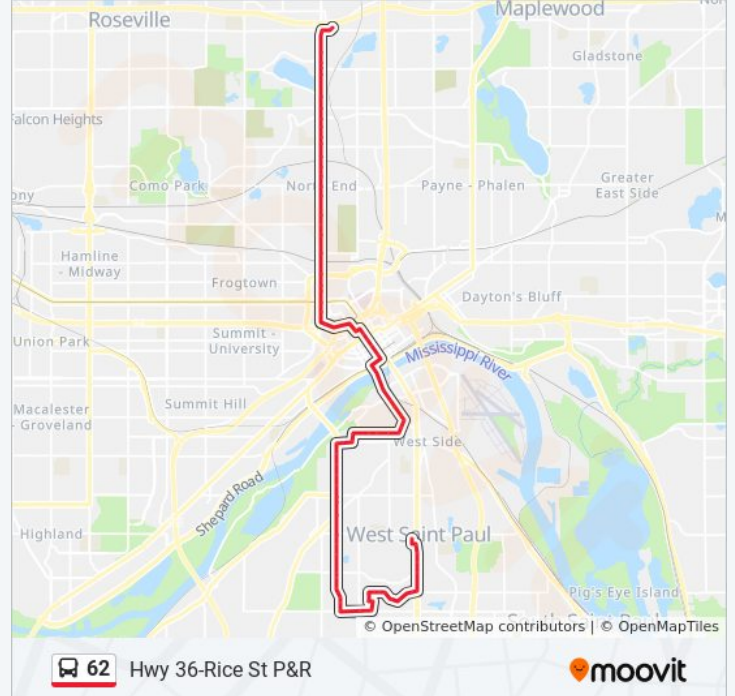 Roseville
Maplewood
Gladstone
Falcon Heights
Como Park
North End
Payne - Phalen
Greater
East Side
Hamline
- Midway
Frogtown
Dayton's Bluff
Union Park
Summit -
University
Mississippi River
Macalester
- Groveland
Summit Hill
West Side
Shepard Road
Highland
West Saint Paul
Pig's Eye Island
© OpenStreetMap contributors | © OpenMapTiles
62 Hwy 36-Rice St P&R
moovit